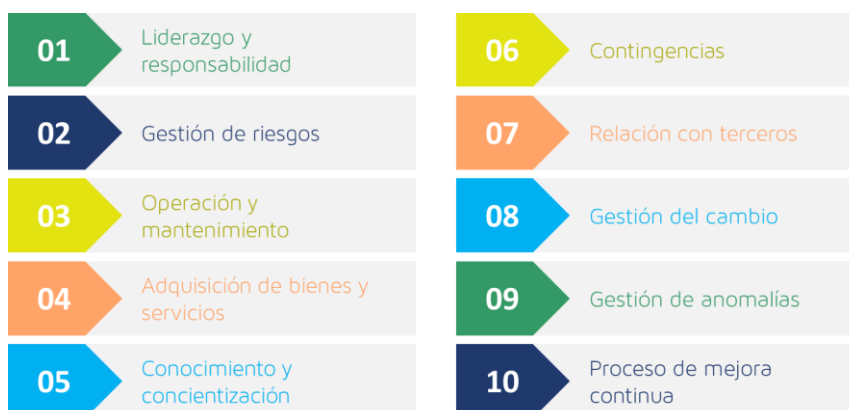 01
Liderazgo y
responsabilidad
02
Gestión de riesgos
03
Operación y
mantenimiento
04
Adquisición de bienes y
servicios
05
Conocimiento y
concientización
06
Contingencias
07
Relación con terceros
08
Gestión del cambio
09
Gestión de anomalías
10
Proceso de mejora
continua